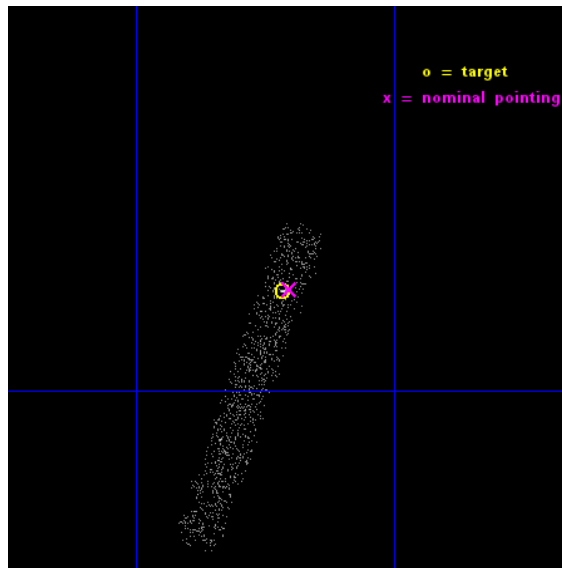 o = target
x = nominal pointing